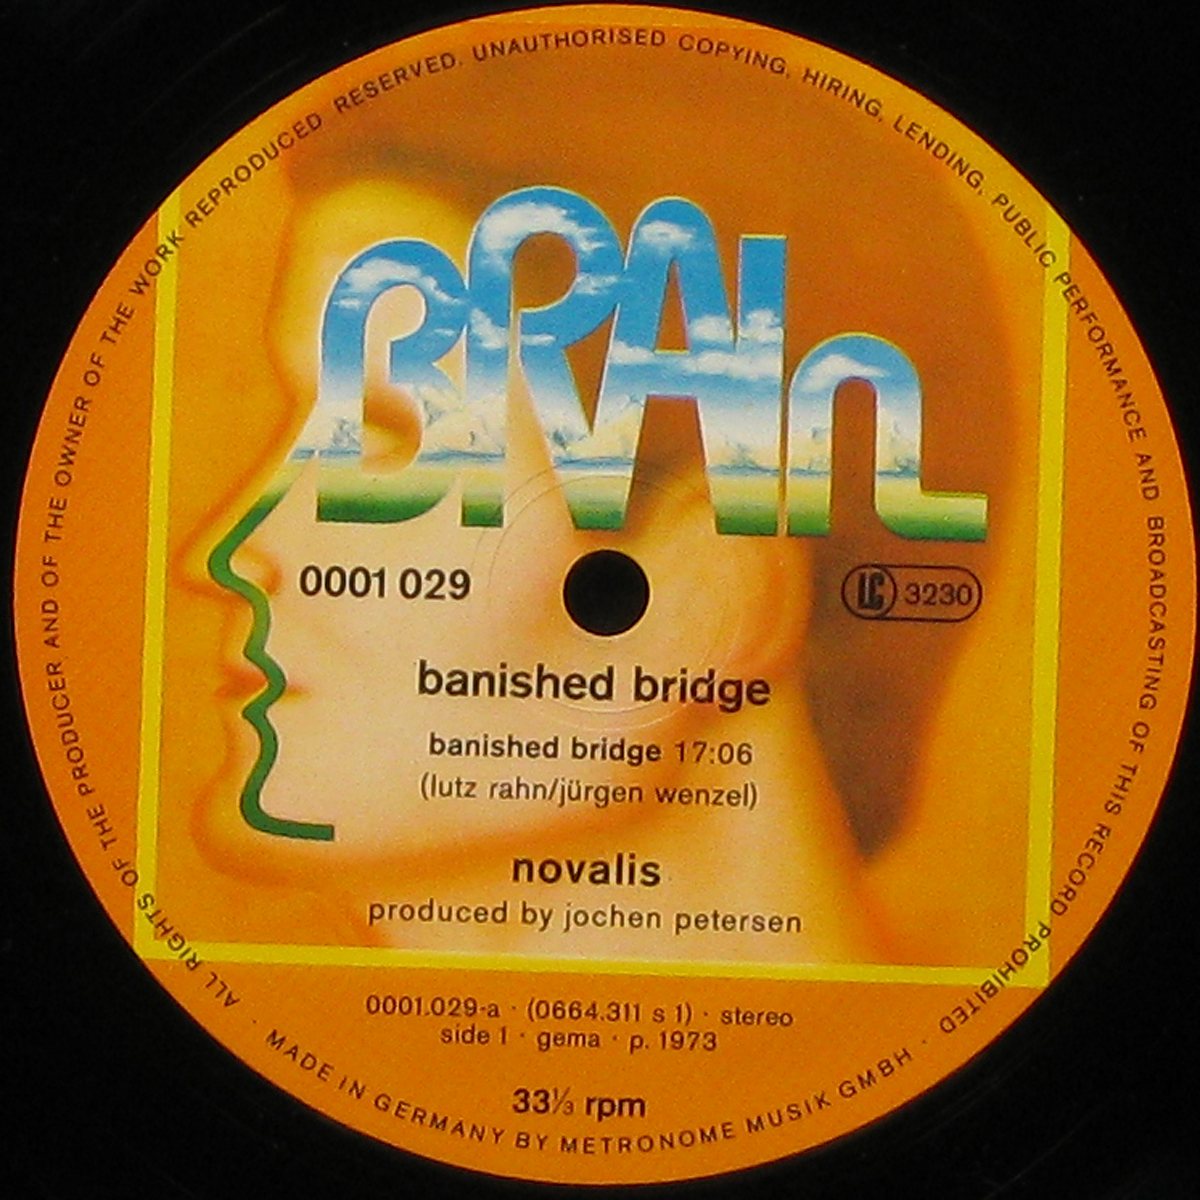 BRAIn
0001 029
LC 3230
banished bridge
banished bridge 17:06
(lutz rahn/jürgen wenzel)
novalis
produced by jochen petersen
0001.029-a · (0664.311 s 1) · stereo
side 1 · gema · p. 1973
33⅓ rpm
ALL RIGHTS OF THE PRODUCER AND OF THE OWNER OF THE WORK REPRODUCED RESERVED. UNAUTHORISED COPYING, HIRING, LENDING, PUBLIC PERFORMANCE AND BROADCASTING OF THIS RECORD PROHIBITED ·
MADE IN GERMANY BY METRONOME MUSIK GMBH ·